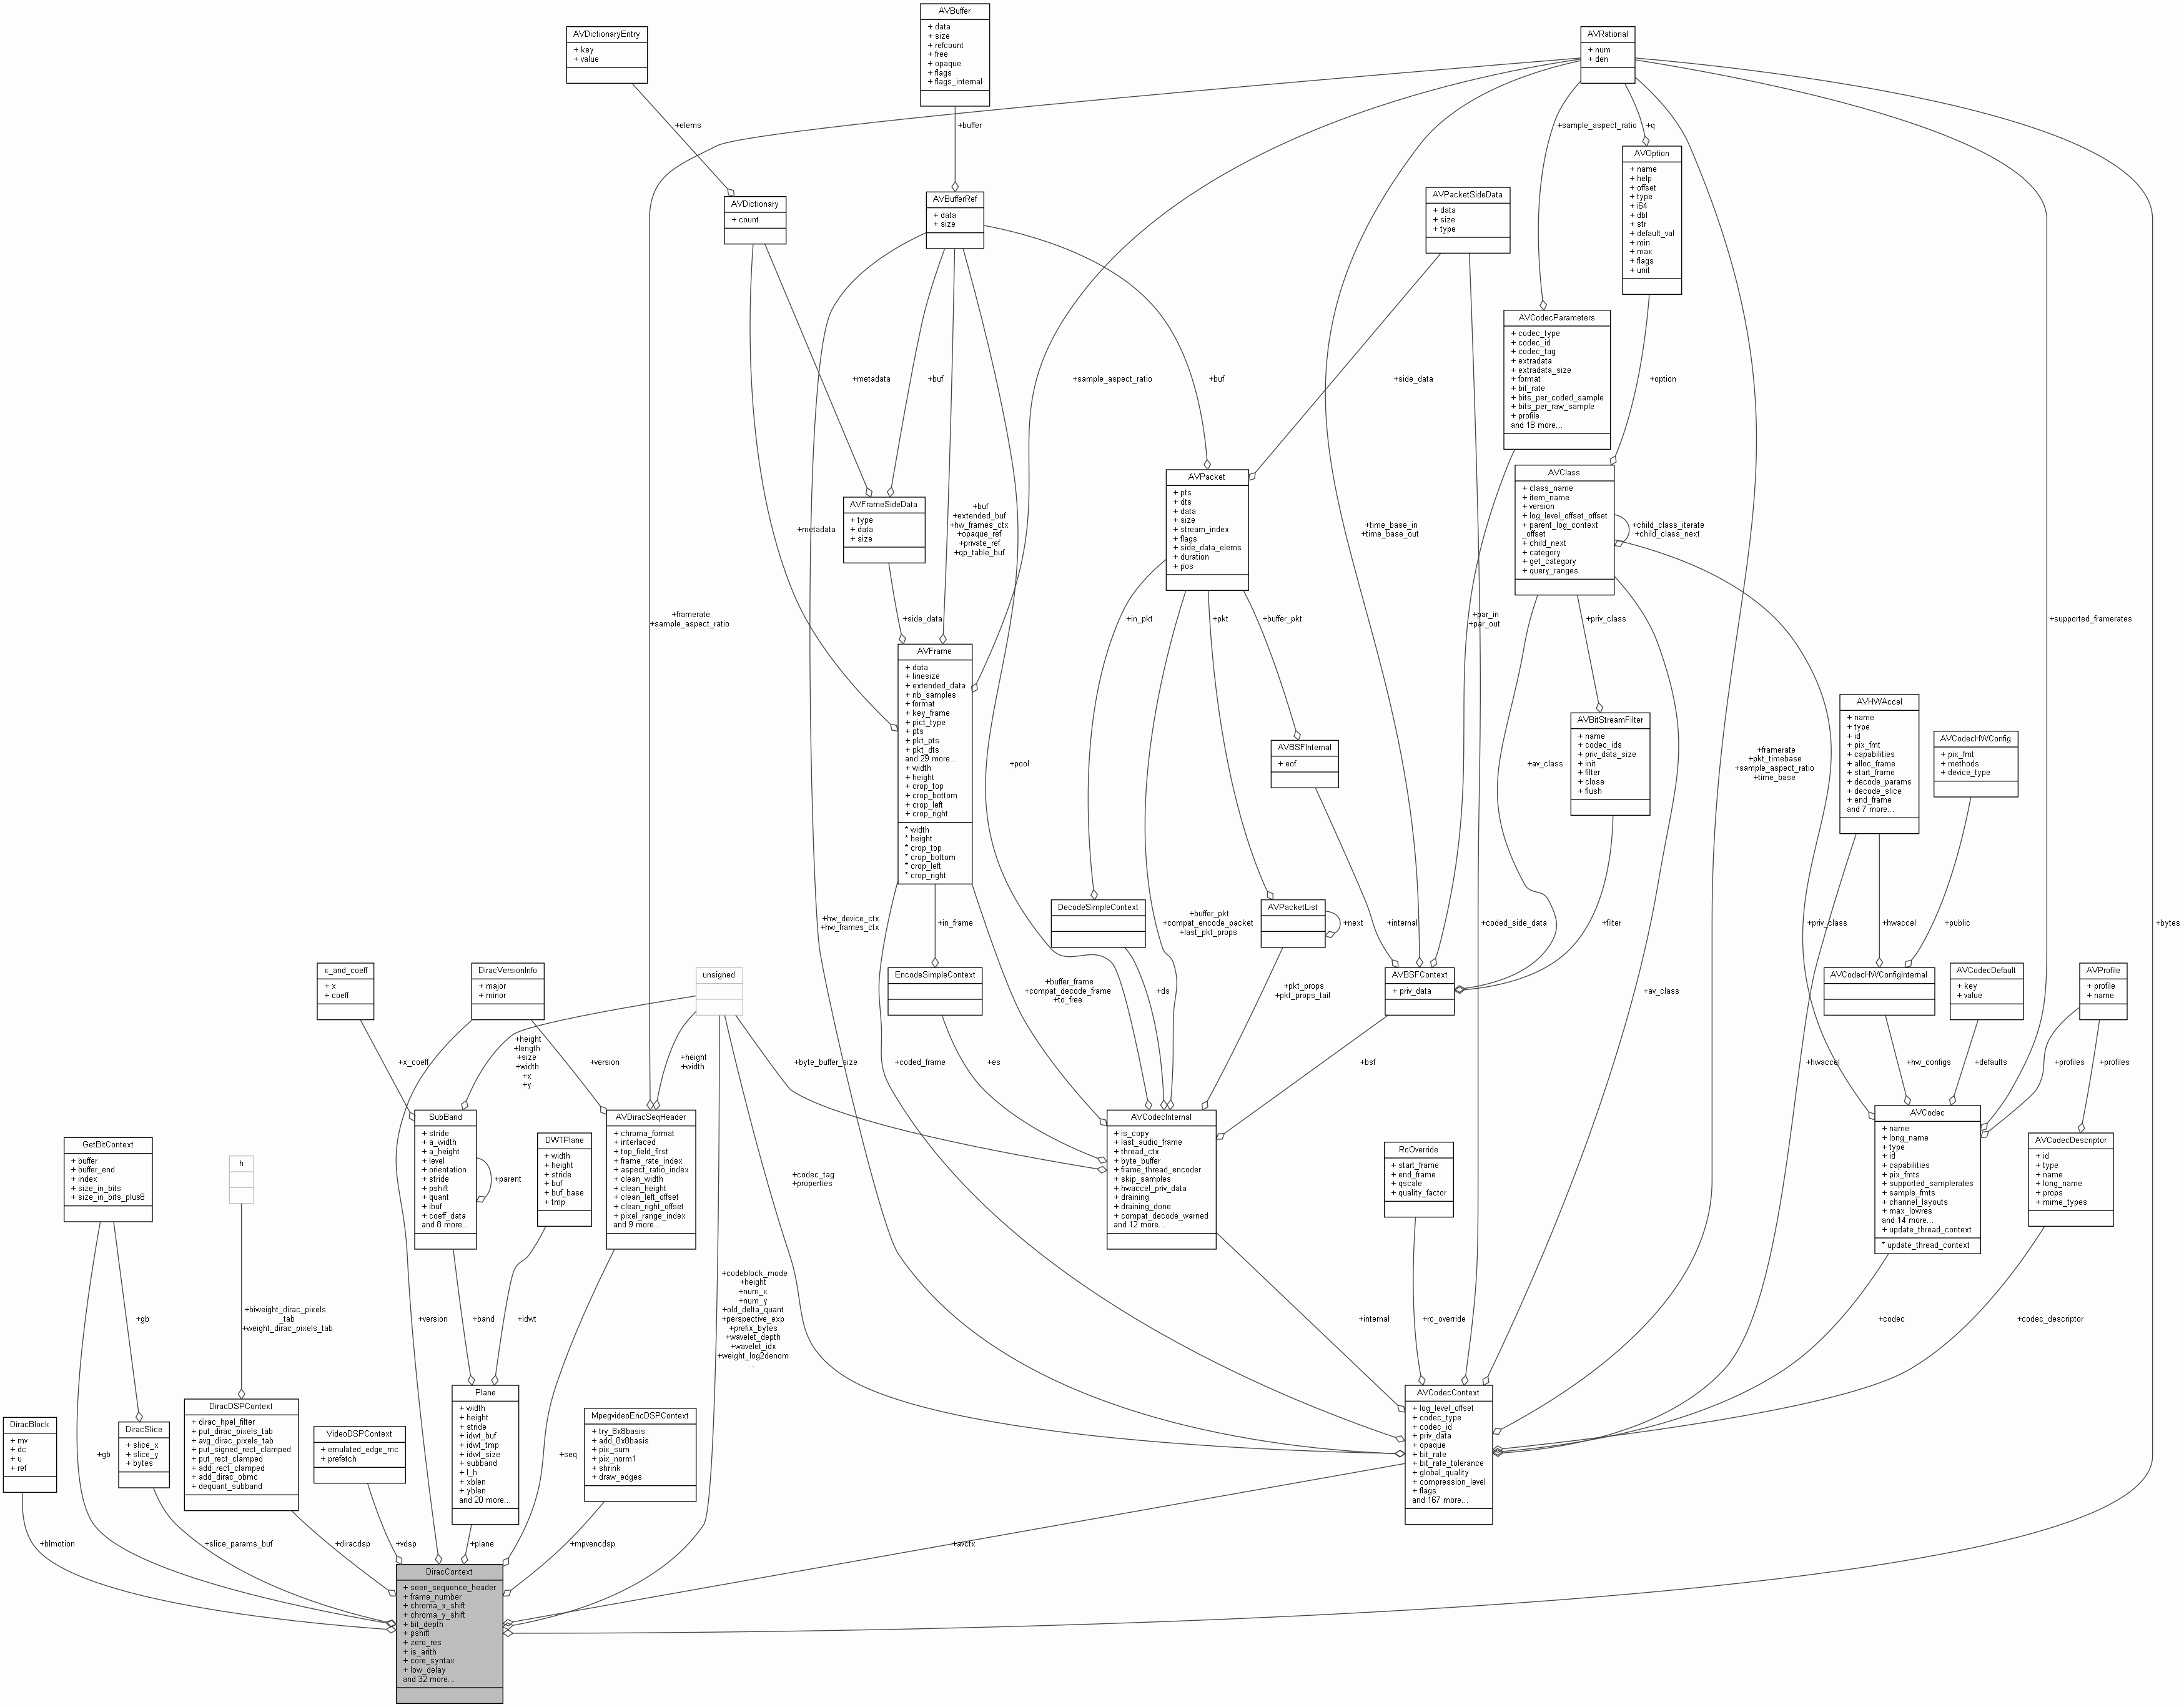 AVBuffer
+ data
+ size
+ refcount
+ free
+ opaque
+ flags
+ flags_internal
AVDictionaryEntry
+ key
+ value
AVRational
+ num
+ den
+elems
+buffer
+sample_aspect_ratio
+q
AVOption
+ name
+ help
+ offset
+ type
+ i64
+ dbl
+ str
+ default_val
+ min
+ max
+ flags
+ unit
AVDictionary
+ count
AVBufferRef
+ data
+ size
AVPacketSideData
+ data
+ size
+ type
AVCodecParameters
+ codec_type
+ codec_id
+ codec_tag
+ extradata
+ extradata_size
+ format
+ bit_rate
+ bits_per_coded_sample
+ bits_per_raw_sample
+ profile
and 18 more...
+metadata
+buf
+sample_aspect_ratio
+buf
+side_data
+option
AVPacket
+ pts
+ dts
+ data
+ size
+ stream_index
+ flags
+ side_data_elems
+ duration
+ pos
AVClass
+ class_name
+ item_name
+ version
+ log_level_offset_offset
+ parent_log_context
_offset
+ child_next
+ category
+ get_category
+ query_ranges
+child_class_iterate
+child_class_next
AVFrameSideData
+ type
+ data
+ size
+metadata
+buf
+extended_buf
+hw_frames_ctx
+opaque_ref
+private_ref
+qp_table_buf
+time_base_in
+time_base_out
+framerate
+sample_aspect_ratio
+side_data
+in_pkt
+pkt
+buffer_pkt
+par_in
+par_out
+priv_class
+supported_framerates
AVFrame
+ data
+ linesize
+ extended_data
+ nb_samples
+ format
+ key_frame
+ pict_type
+ pts
+ pkt_pts
+ pkt_dts
and 29 more...
+ width
+ height
+ crop_top
+ crop_bottom
+ crop_left
+ crop_right
* width
* height
* crop_top
* crop_bottom
* crop_left
* crop_right
+pool
AVBSFInternal
+ eof
+av_class
AVBitStreamFilter
+ name
+ codec_ids
+ priv_data_size
+ init
+ filter
+ close
+ flush
+framerate
+pkt_timebase
+sample_aspect_ratio
+time_base
AVHWAccel
+ name
+ type
+ id
+ pix_fmt
+ capabilities
+ alloc_frame
+ start_frame
+ decode_params
+ decode_slice
+ end_frame
and 7 more...
AVCodecHWConfig
+ pix_fmt
+ methods
+ device_type
+hw_device_ctx
+hw_frames_ctx
+in_frame
DecodeSimpleContext
+buffer_pkt
+compat_encode_packet
+last_pkt_props
AVPacketList
+next
+internal
+coded_side_data
+filter
+priv_class
+hwaccel
+public
+bytes
x_and_coeff
+ x
+ coeff
DiracVersionInfo
+ major
+ minor
unsigned
EncodeSimpleContext
+buffer_frame
+compat_decode_frame
+to_free
+ds
+pkt_props
+pkt_props_tail
AVBSFContext
+ priv_data
+av_class
AVCodecHWConfigInternal
AVCodecDefault
+ key
+ value
AVProfile
+ profile
+ name
+x_coeff
+height
+length
+size
+width
+x
+y
+version
+height
+width
+byte_buffer_size
+coded_frame
+es
+bsf
+hwaccel
+hw_configs
+defaults
+profiles
+profiles
GetBitContext
+ buffer
+ buffer_end
+ index
+ size_in_bits
+ size_in_bits_plus8
h
SubBand
+ stride
+ a_width
+ a_height
+ level
+ orientation
+ stride
+ pshift
+ quant
+ ibuf
+ coeff_data
and 8 more...
+parent
DWTPlane
+ width
+ height
+ stride
+ buf
+ buf_base
+ tmp
AVDiracSeqHeader
+ chroma_format
+ interlaced
+ top_field_first
+ frame_rate_index
+ aspect_ratio_index
+ clean_width
+ clean_height
+ clean_left_offset
+ clean_right_offset
+ pixel_range_index
and 9 more...
+codec_tag
+properties
AVCodecInternal
+ is_copy
+ last_audio_frame
+ thread_ctx
+ byte_buffer
+ frame_thread_encoder
+ skip_samples
+ hwaccel_priv_data
+ draining
+ draining_done
+ compat_decode_warned
and 12 more...
RcOverride
+ start_frame
+ end_frame
+ qscale
+ quality_factor
AVCodec
+ name
+ long_name
+ type
+ id
+ capabilities
+ pix_fmts
+ supported_samplerates
+ sample_fmts
+ channel_layouts
+ max_lowres
and 14 more...
+ update_thread_context
* update_thread_context
AVCodecDescriptor
+ id
+ type
+ name
+ long_name
+ props
+ mime_types
+gb
+biweight_dirac_pixels
_tab
+weight_dirac_pixels_tab
+version
+band
+idwt
+codeblock_mode
+height
+num_x
+num_y
+old_delta_quant
+perspective_exp
+prefix_bytes
+wavelet_depth
+wavelet_idx
+weight_log2denom
...
+internal
+rc_override
+codec
+codec_descriptor
DiracBlock
+ mv
+ dc
+ u
+ ref
+gb
DiracSlice
+ slice_x
+ slice_y
+ bytes
DiracDSPContext
+ dirac_hpel_filter
+ put_dirac_pixels_tab
+ avg_dirac_pixels_tab
+ put_signed_rect_clamped
+ put_rect_clamped
+ add_rect_clamped
+ add_dirac_obmc
+ dequant_subband
VideoDSPContext
+ emulated_edge_mc
+ prefetch
Plane
+ width
+ height
+ stride
+ idwt_buf
+ idwt_tmp
+ idwt_size
+ subband
+ l_h
+ xblen
+ yblen
and 20 more...
+seq
MpegvideoEncDSPContext
+ try_8x8basis
+ add_8x8basis
+ pix_sum
+ pix_norm1
+ shrink
+ draw_edges
AVCodecContext
+ log_level_offset
+ codec_type
+ codec_id
+ priv_data
+ opaque
+ bit_rate
+ bit_rate_tolerance
+ global_quality
+ compression_level
+ flags
and 167 more...
+blmotion
+slice_params_buf
+diracdsp
+vdsp
+plane
+mpvencdsp
+avctx
DiracContext
+ seen_sequence_header
+ frame_number
+ chroma_x_shift
+ chroma_y_shift
+ bit_depth
+ pshift
+ zero_res
+ is_arith
+ core_syntax
+ low_delay
and 32 more...